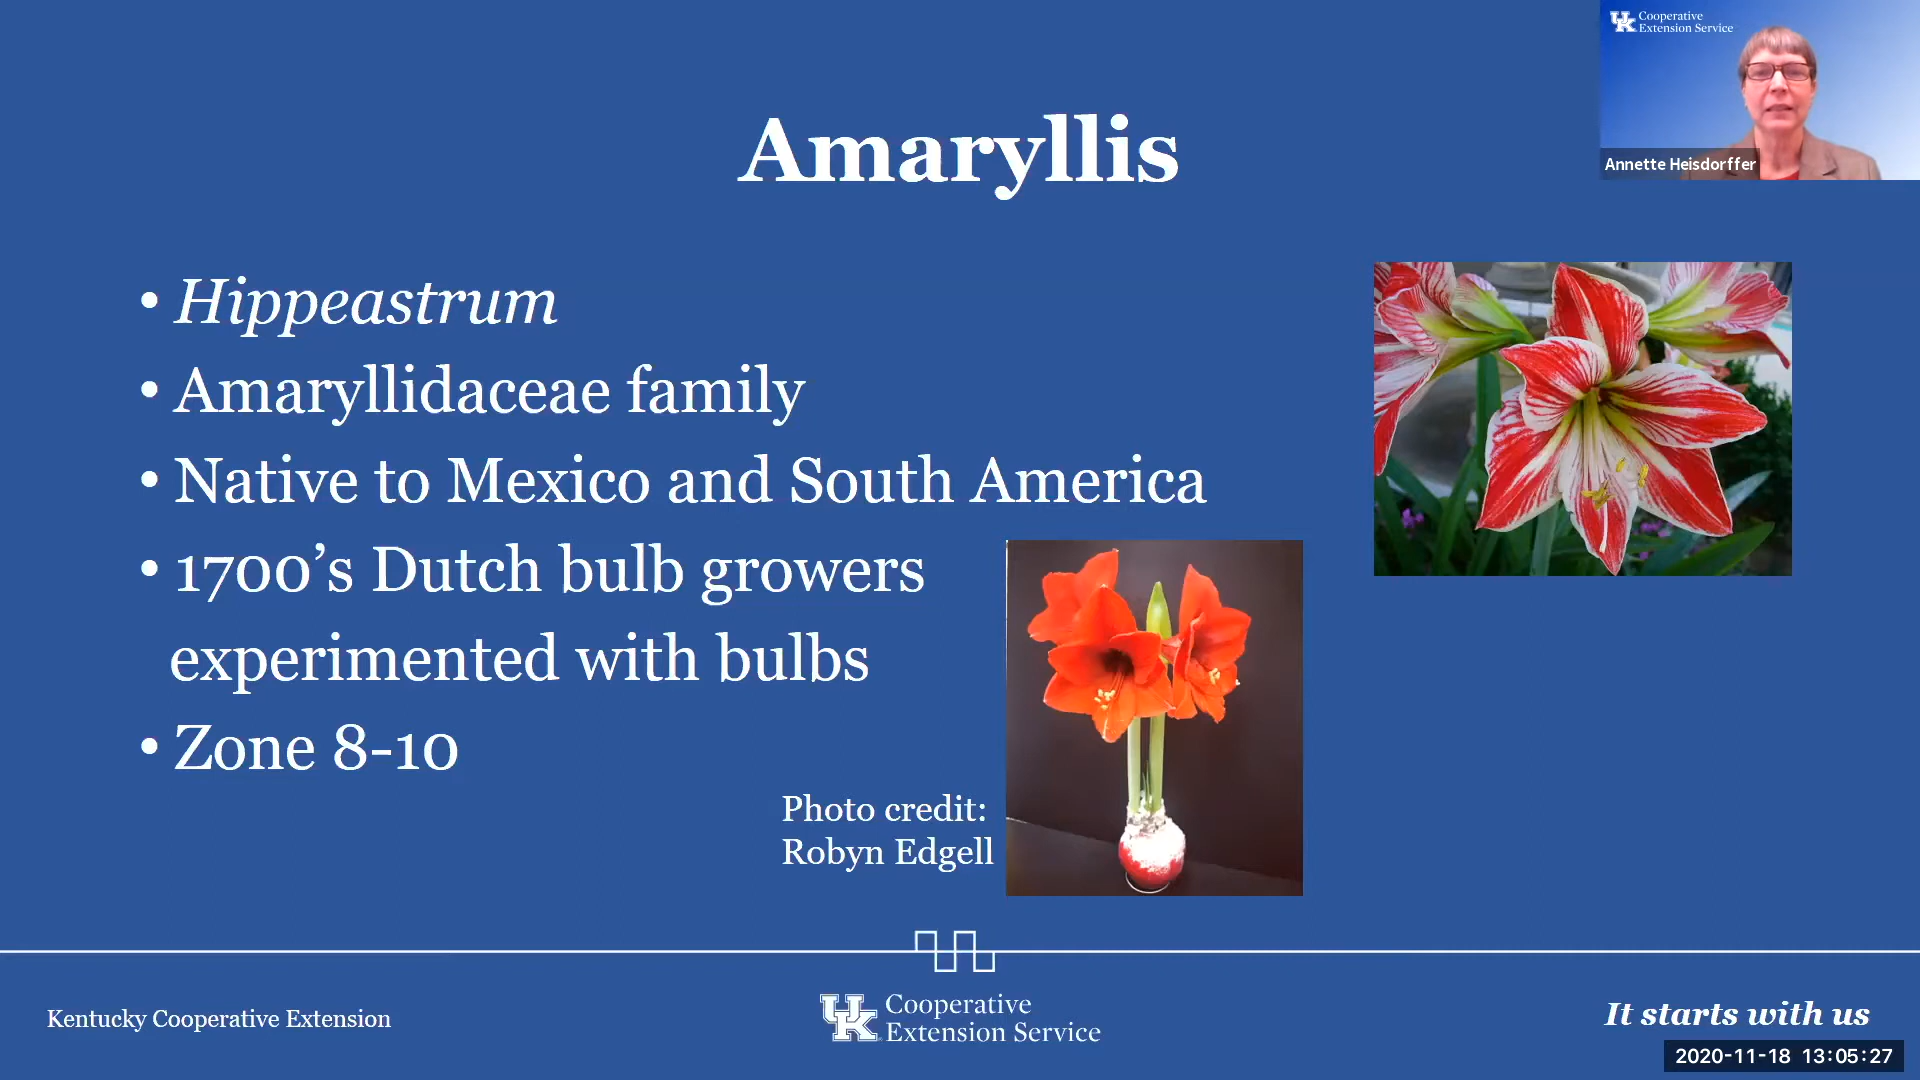 UK Cooperative
Extension Service
Annette Heisdorffer
Amaryllis
• Hippeastrum
• Amaryllidaceae family
• Native to Mexico and South America
• 1700’s Dutch bulb growers
experimented with bulbs
• Zone 8-10
Photo credit:
Robyn Edgell
Kentucky Cooperative Extension
UK Cooperative
Extension Service
It starts with us
2020-11-18 13:05:27